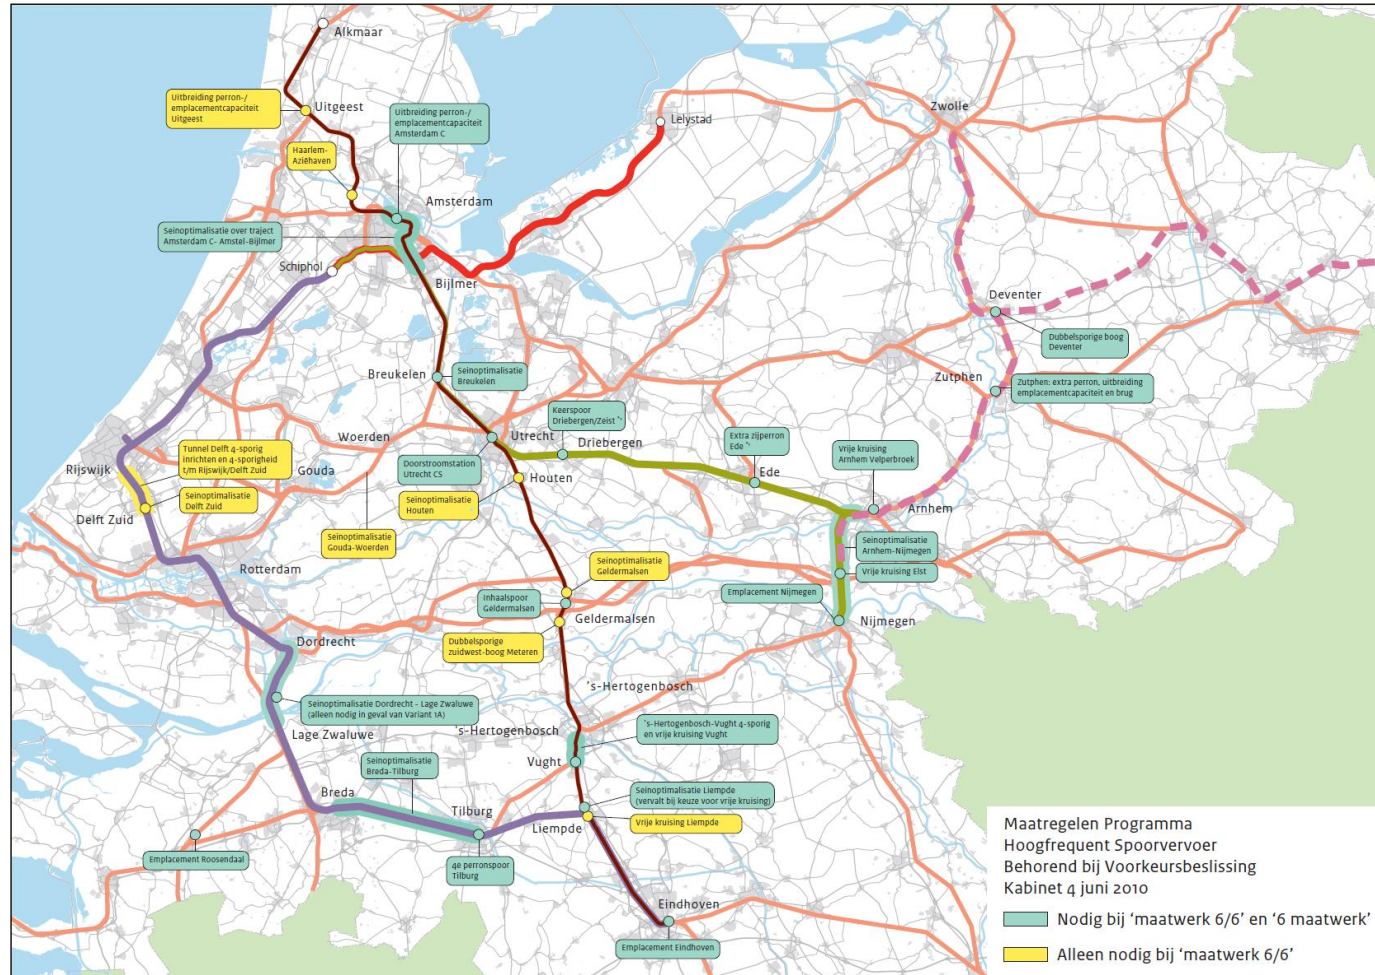 Alkmaar
Uitbreiding perron-/
emplacementcapaciteit
Uitgeest
Uitgeest
Uitbreiding perron-/
emplacementcapaciteit
Amsterdam C
Haarlem-
Aziëhaven
Lelystad
Zwolle
Amsterdam
Seinoptimalisatie over traject
Amsterdam C- Amstel-Bijlmer
Schiphol
Bijlmer
Deventer
Dubbelsporige boog
Deventer
Breukelen
Seinoptimalisatie
Breukelen
Zutphen
Zutphen: extra perron, uitbreiding
emplacementcapaciteit en brug
Keerspoor
Driebergen/Zeist
Woerden
Utrecht
Driebergen
Extra zijperron
Ede
Vrije kruising
Arnhem Velperbroek
Tunnel Delft 4-sporig
inrichten en 4-sporigheid
t/m Rijswijk/Delft Zuid
Rijswijk
Gouda
Doorstroomstation
Utrecht CS
Houten
Ede
Seinoptimalisatie
Delft Zuid
Seinoptimalisatie
Houten
Arnhem
Delft Zuid
Seinoptimalisatie
Gouda-Woerden
Seinoptimalisatie
Arnhem-Nijmegen
Vrije kruising Elst
Rotterdam
Seinoptimalisatie
Geldermalsen
Inhaalspoor
Geldermalsen
Emplacement Nijmegen
Geldermalsen
Nijmegen
Dordrecht
Dubbelsporige
zuidwest-boog Meteren
's-Hertogenbosch
Seinoptimalisatie Dordrecht - Lage Zwaluwe
(alleen nodig in geval van Variant 1A)
Lage Zwaluwe
's-Hertogenbosch
's-Hertogenbosch-Vught 4-sporig
en vrije kruising Vught
Vught
Seinoptimalisatie
Breda-Tilburg
Breda
Tilburg
Seinoptimalisatie Liempde
(vervalt bij keuze voor vrije kruising)
Liempde
Vrije kruising Liempde
Emplacement Roosendaal
4e perronspoor
Tilburg
Eindhoven
Emplacement Eindhoven
Maatregelen Programma
Hoogfrequent Spoorvervoer
Behorend bij Voorkeursbeslissing
Kabinet 4 juni 2010
Nodig bij 'maatwerk 6/6' en '6 maatwerk'
Alleen nodig bij 'maatwerk 6/6'